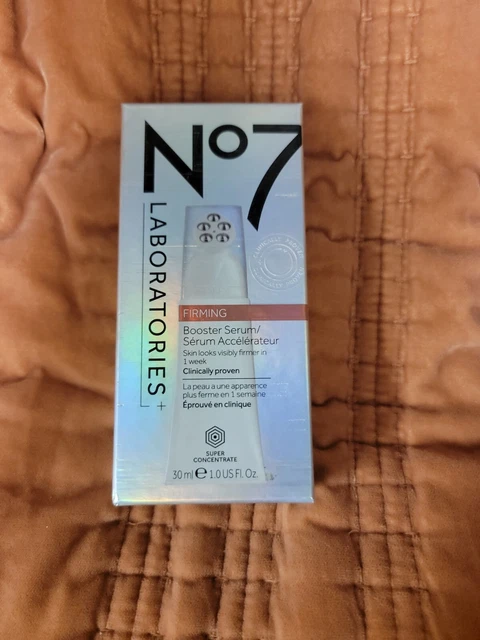 No7
LABORATORIES +
FIRMING
Booster Serum/
Sérum Accélérateur
Skin looks visibly firmer in
1 week
Clinically proven
La peau a une apparence
plus ferme en 1 semaine
Éprouvé en clinique
SUPER
CONCENTRATE
30 ml e 1.0 US Fl. Oz.